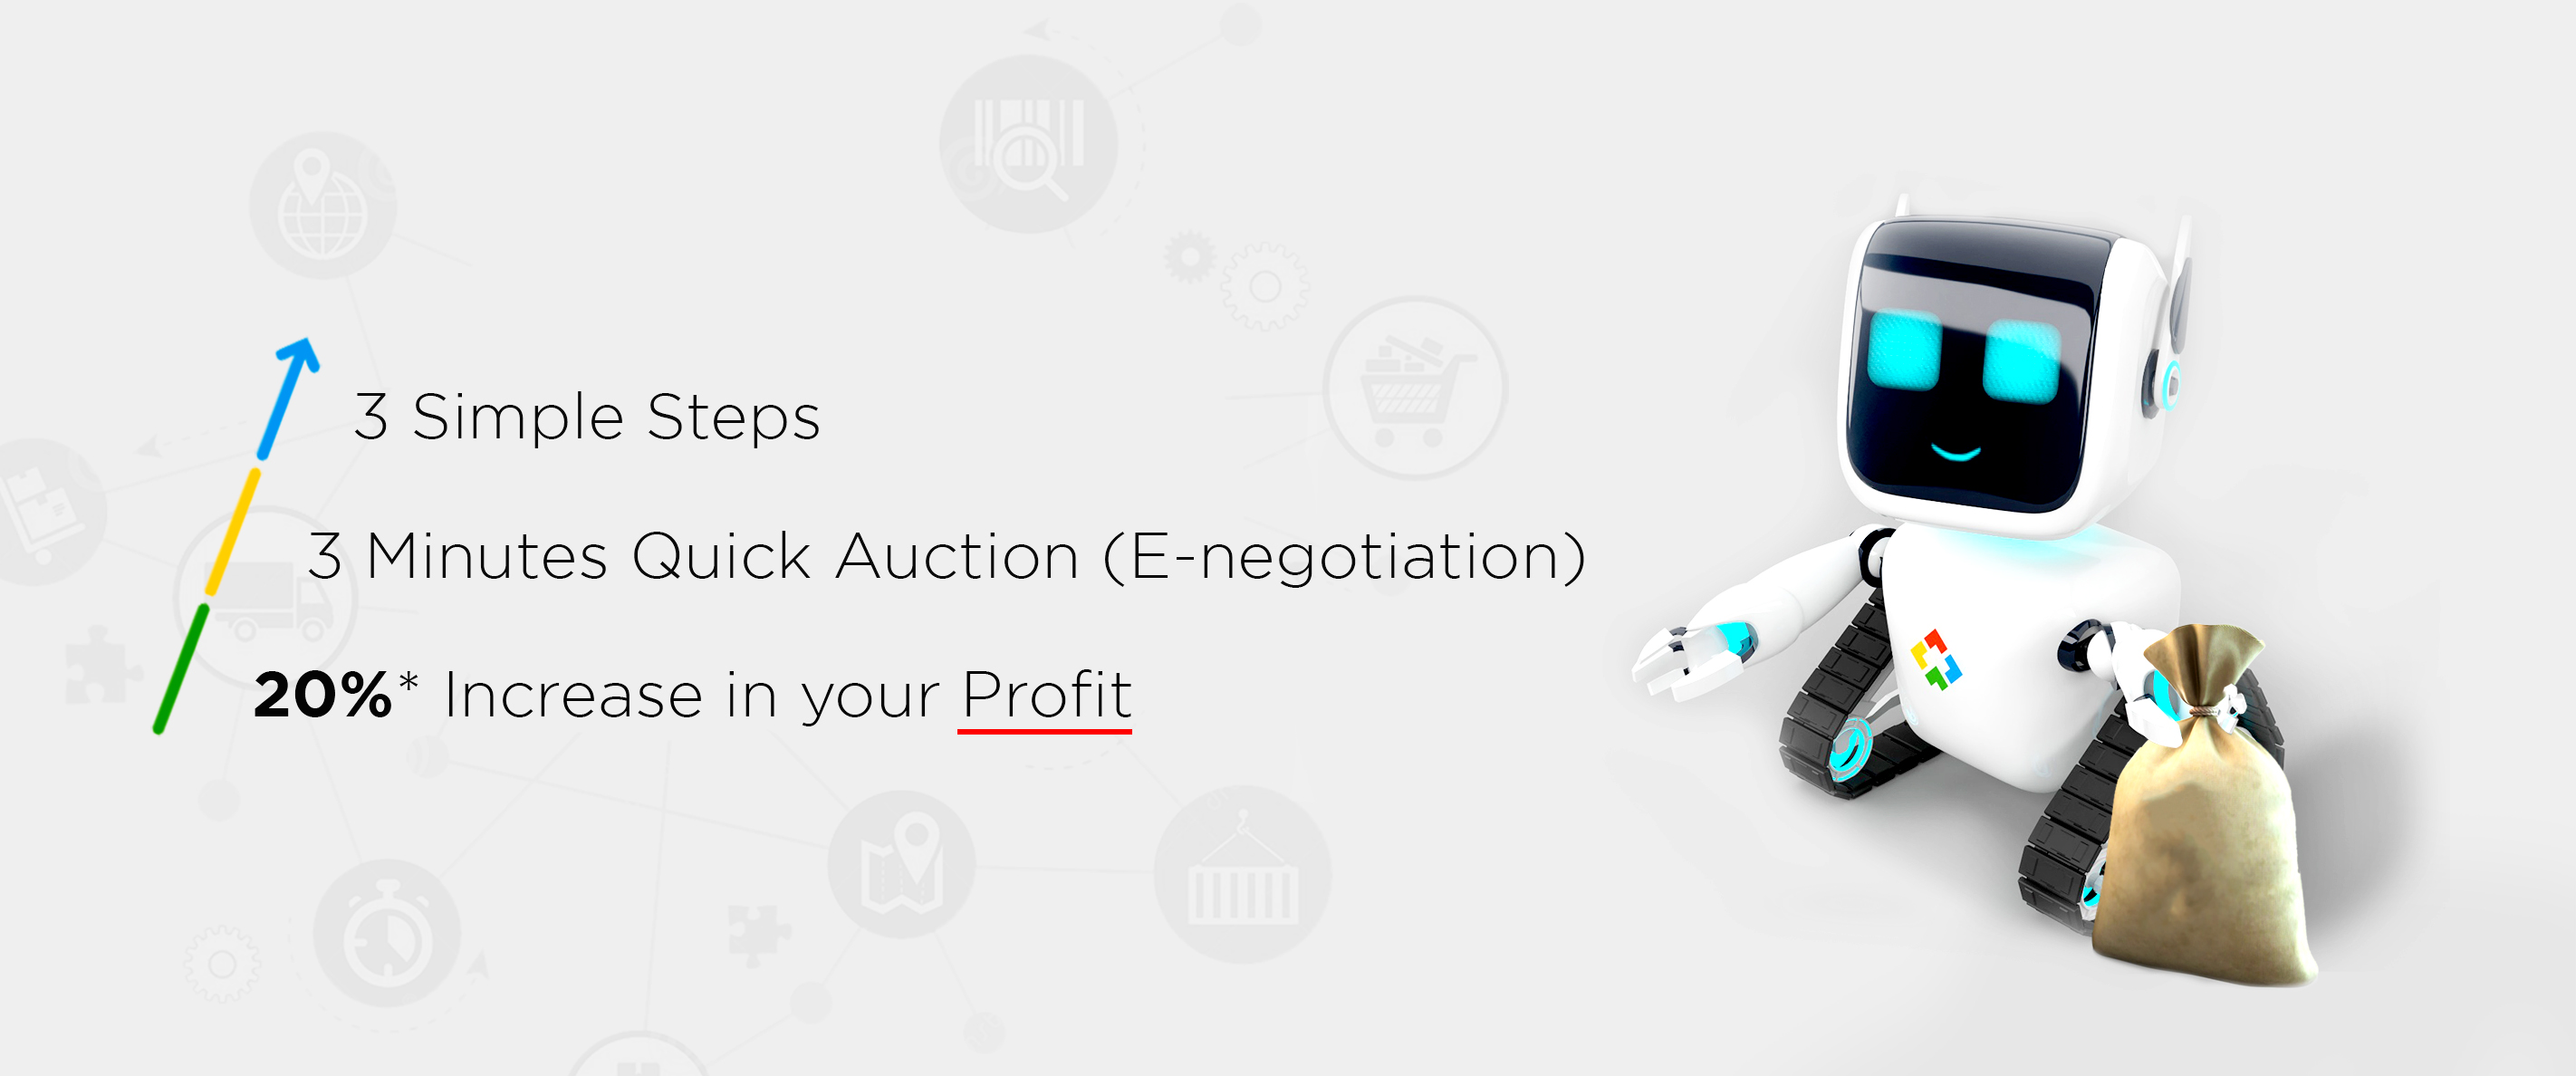 3 Simple Steps
3 Minutes Quick Auction (E-negotiation)
20%* Increase in your Profit